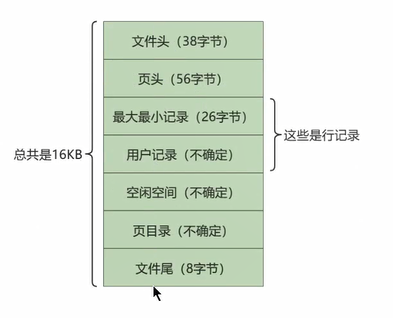 文件头（38字节）
页头（56字节）
最大最小记录（26字节）
这些是行记录
总共是16KB
用户记录（不确定）
空闲空间（不确定）
页目录（不确定）
文件尾（8字节）